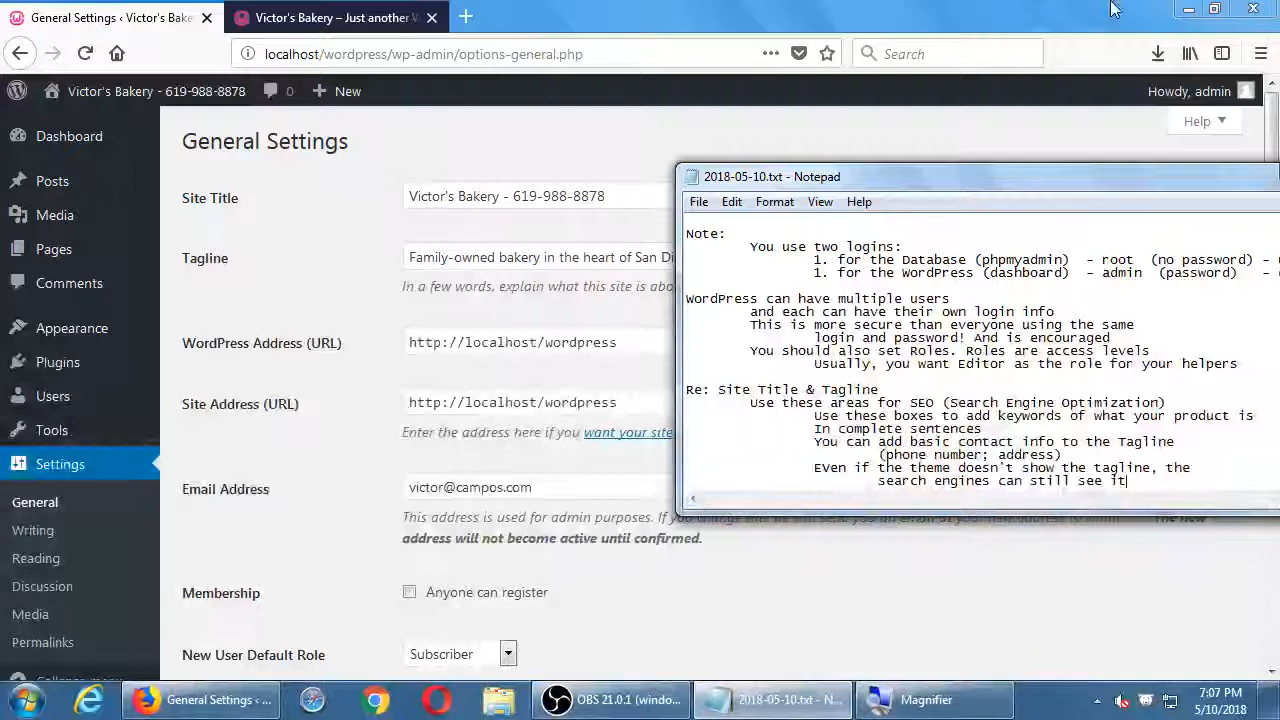 General Settings ‹ Victor's Bake
Victor's Bakery – Just another
localhost/wordpress/wp-admin/options-general.php
Search
Victor's Bakery - 619-988-8878
0
New
Howdy, admin
Dashboard
Posts
Media
Pages
Comments
Appearance
Plugins
Users
Tools
Settings
General
Writing
Reading
Discussion
Media
Permalinks
General Settings
Help
Site Title
Victor's Bakery - 619-988-8878
Tagline
Family-owned bakery in the heart of San Di
In a few words, explain what this site is abo
WordPress Address (URL)
http://localhost/wordpress
Site Address (URL)
http://localhost/wordpress
Enter the address here if you want your site
Email Address
victor@campos.com
This address is used for admin purposes. If you
address will not become active until confirmed.
Membership
Anyone can register
New User Default Role
Subscriber
2018-05-10.txt - Notepad
File Edit Format View Help
Note:
You use two logins:
1. for the Database (phpmyadmin) - root (no password) -
1. for the WordPress (dashboard) - admin (password) -
WordPress can have multiple users
and each can have their own login info
This is more secure than everyone using the same
login and password! And is encouraged
You should also set Roles. Roles are access levels
Usually, you want Editor as the role for your helpers
Re: Site Title & Tagline
Use these areas for SEO (Search Engine Optimization)
Use these boxes to add keywords of what your product is
In complete sentences
You can add basic contact info to the Tagline
(phone number; address)
EVen if the theme doesn't show the tagline, the
search engines can still see it
General Settings ‹ ...
OBS 21.0.1 (windo...
2018-05-10.txt - N...
Magnifier
7:07 PM
5/10/2018